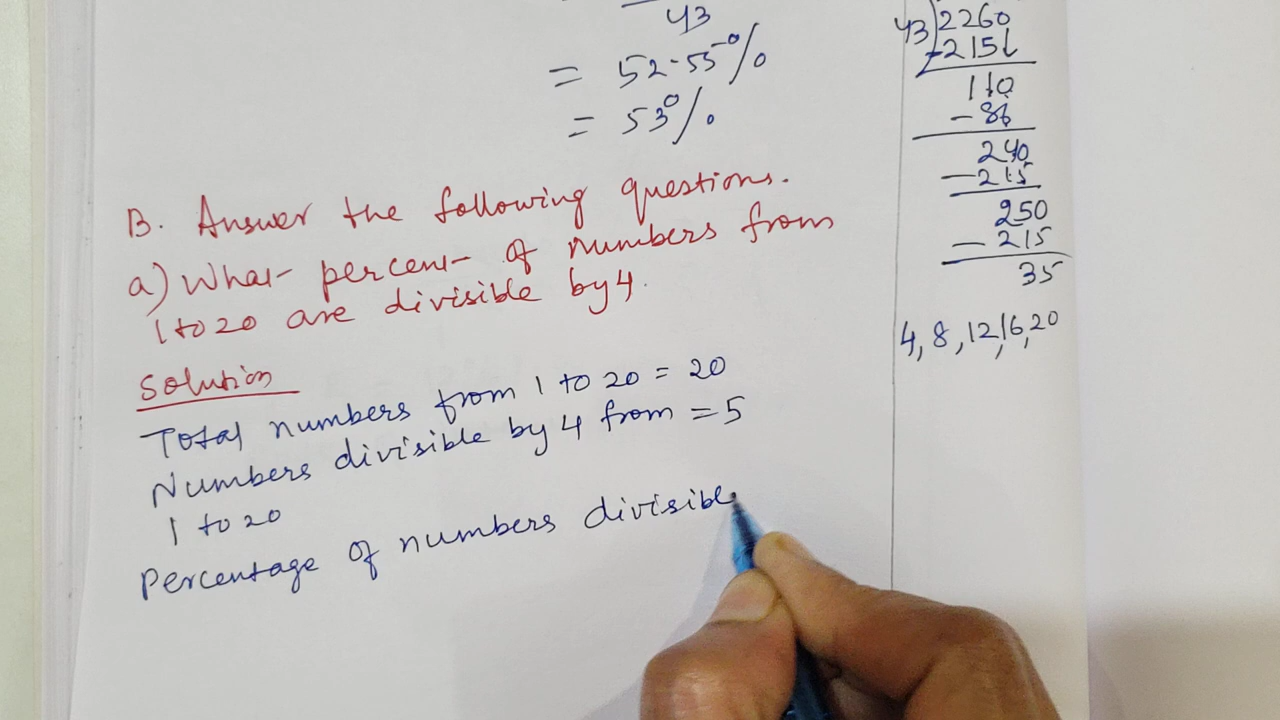 43
= 52.55%
= 53%
B. Answer the following questions.
a) What percent of numbers from
1 to 20 are divisible by 4.
Solution
Total numbers from 1 to 20 = 20
Numbers divisible by 4 from = 5
1 to 20
Percentage of numbers divisible
43)2260
-215↓
110
- 86
240
-215
250
- 215
35
4, 8, 12, 16, 20